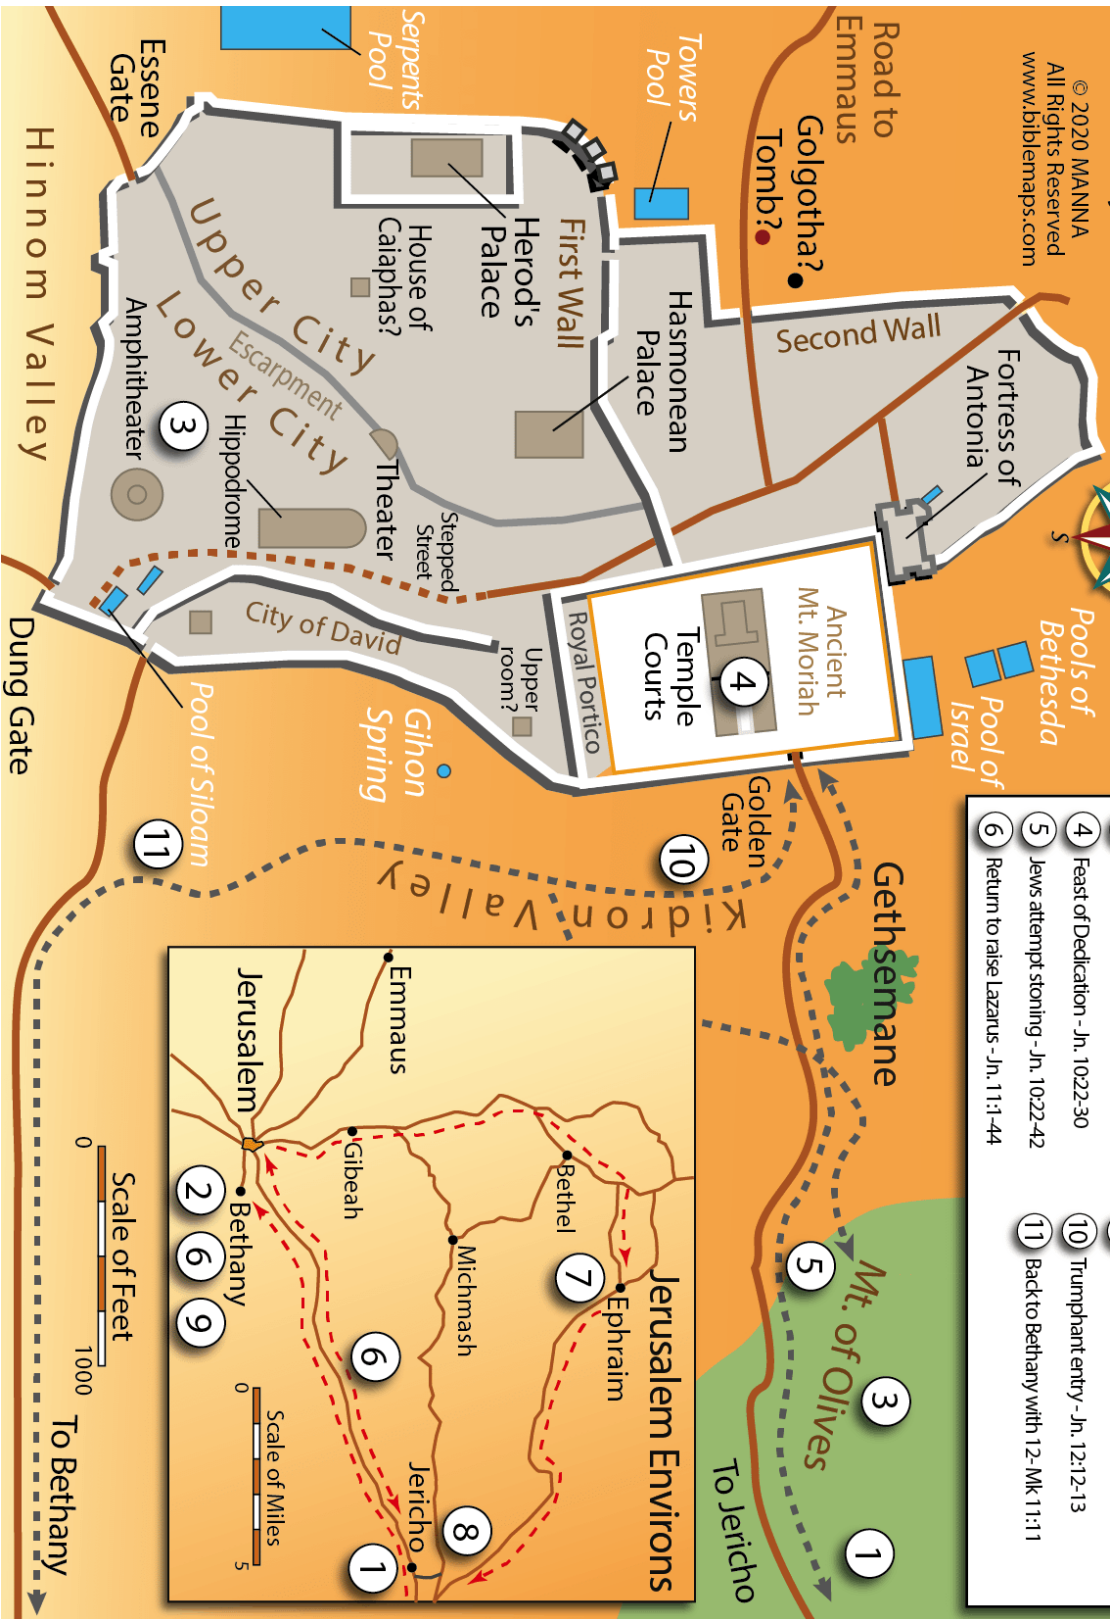 © 2020 MANNA
All Rights Reserved
www.biblemaps.com
Road to
Emmaus
Serpents
Pool
Towers
Pool
Essene
Gate
Golgotha?
Tomb?
Second Wall
Fortress of
Antonia
S
Hasmonean
Palace
First Wall
Herod's
Palace
House of
Caiaphas?
Upper City
Escarpment
Lower City
Hinnom Valley
Amphitheater
3
Hippodrome
Theater
Stepped
Street
City of David
Upper
room?
Royal Portico
Temple
Courts
4
Ancient
Mt. Moriah
Pools of
Bethesda
Pool of
Israel
Golden
Gate
Gihon
Spring
Pool of Siloam
Dung Gate
11
10
Kidron Valley
Gethsemane
4 Feast of Dedication - Jn. 10:22-30
5 Jews attempt stoning - Jn. 10:22-42
6 Return to raise Lazarus - Jn. 11:1-44
10 Trumphant entry - Jn. 12:12-13
11 Back to Bethany with 12- Mk 11:11
5
Mt. of Olives
3
1
To Jericho
Jerusalem Environs
Emmaus
Jerusalem
Gibeah
Bethel
Michmash
7
Ephraim
Bethany
2 6 9
6
Jericho
8
1
0 5
Scale of Miles
Scale of Feet
0 1000
To Bethany